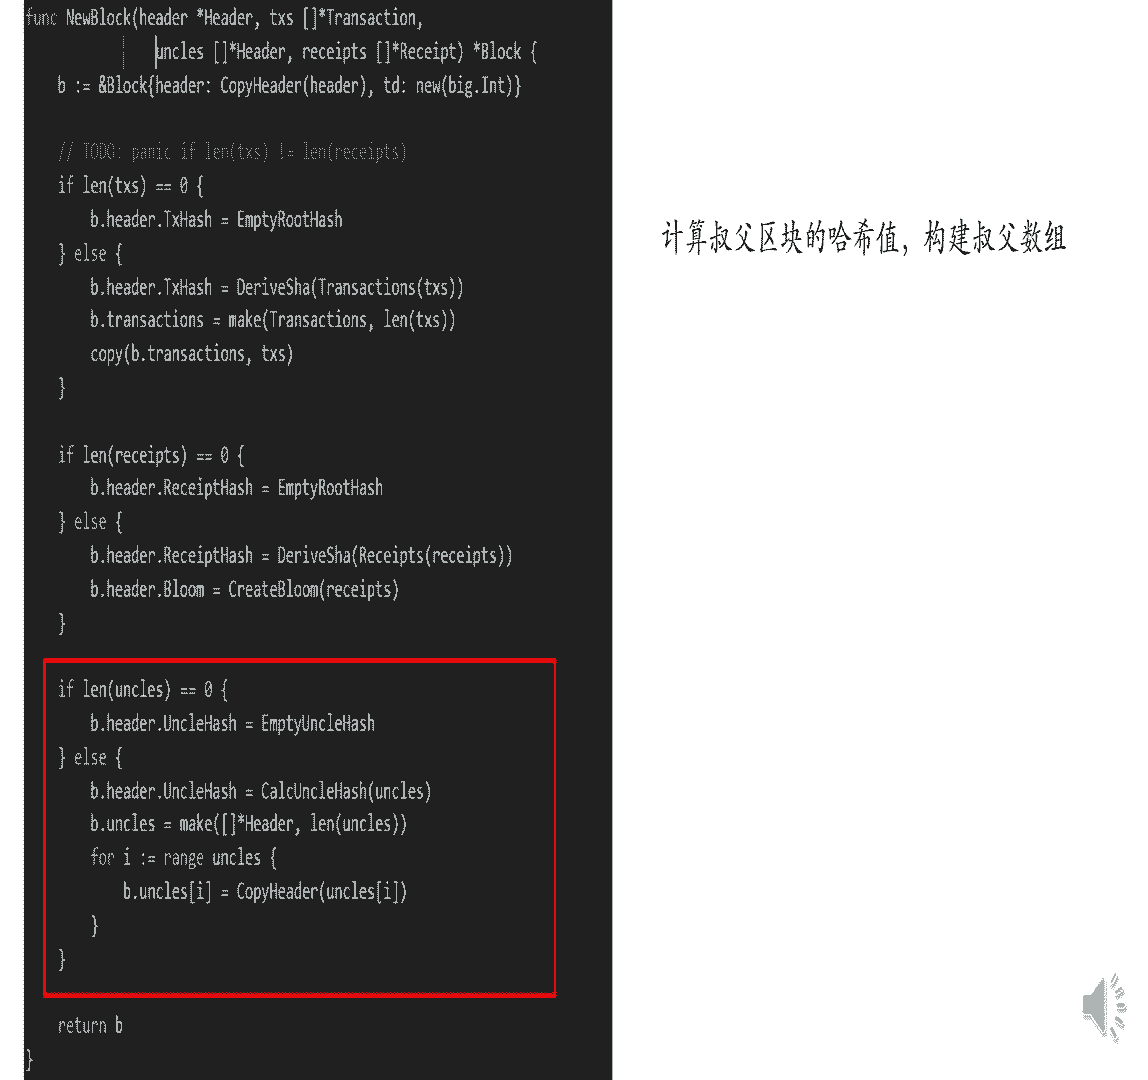 func NewBlock(header *Header, txs []*Transaction,
uncles []*Header, receipts []*Receipt) *Block {
b := &Block{header: CopyHeader(header), td: new(big.Int)}
// TODO: panic if len(txs) != len(receipts)
if len(txs) == 0 {
b.header.TxHash = EmptyRootHash
} else {
b.header.TxHash = DeriveSha(Transactions(txs))
b.transactions = make(Transactions, len(txs))
copy(b.transactions, txs)
}
if len(receipts) == 0 {
b.header.ReceiptHash = EmptyRootHash
} else {
b.header.ReceiptHash = DeriveSha(Receipts(receipts))
b.header.Bloom = CreateBloom(receipts)
}
if len(uncles) == 0 {
b.header.UncleHash = EmptyUncleHash
} else {
b.header.UncleHash = CalcUncleHash(uncles)
b.uncles = make([]*Header, len(uncles))
for i := range uncles {
b.uncles[i] = CopyHeader(uncles[i])
}
}
return b
}
计算叔父区块的哈希值，构建叔父数组